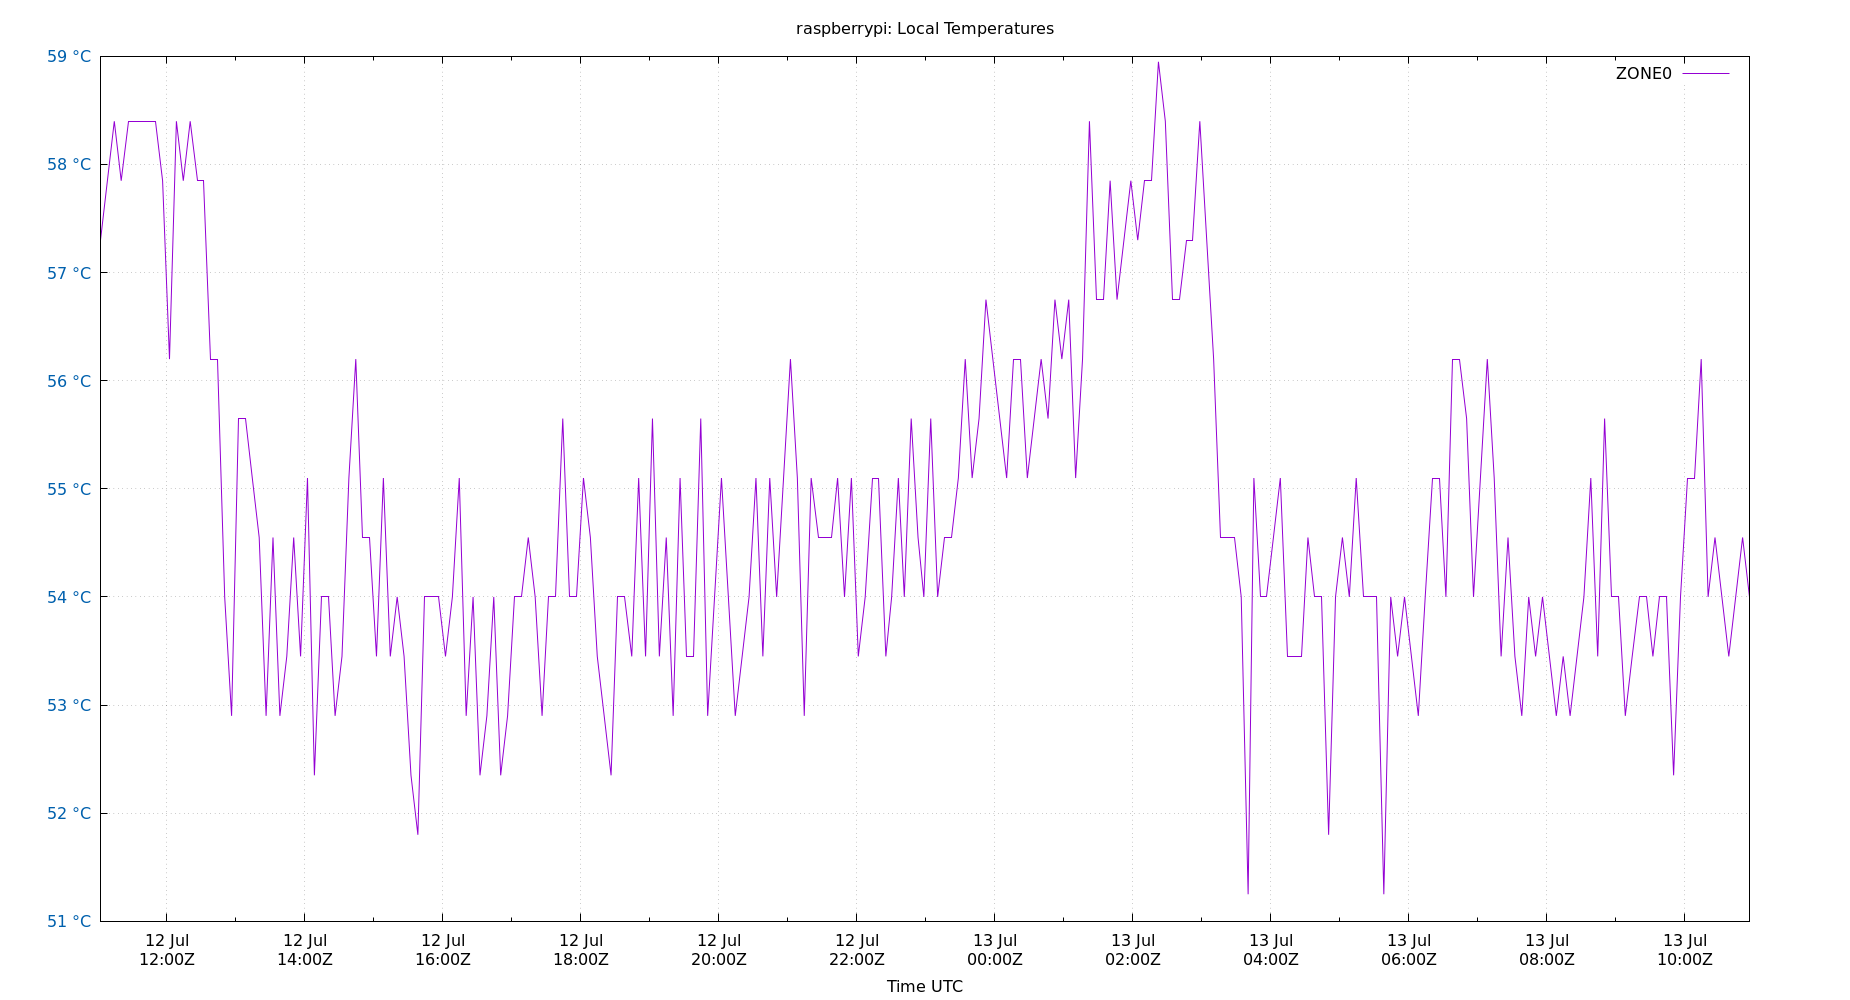 raspberrypi: Local Temperatures
59 °C
ZONE0
58 °C
57 °C
56 °C
55 °C
54 °C
53 °C
52 °C
51 °C
12 Jul 12 Jul 12 Jul 12 Jul 12 Jul 12 Jul 13 Jul 13 Jul 13 Jul 13 Jul 13 Jul 13 Jul
12:00Z 14:00Z 16:00Z 18:00Z 20:00Z 22:00Z 00:00Z 02:00Z 04:00Z 06:00Z 08:00Z 10:00Z
Time UTC